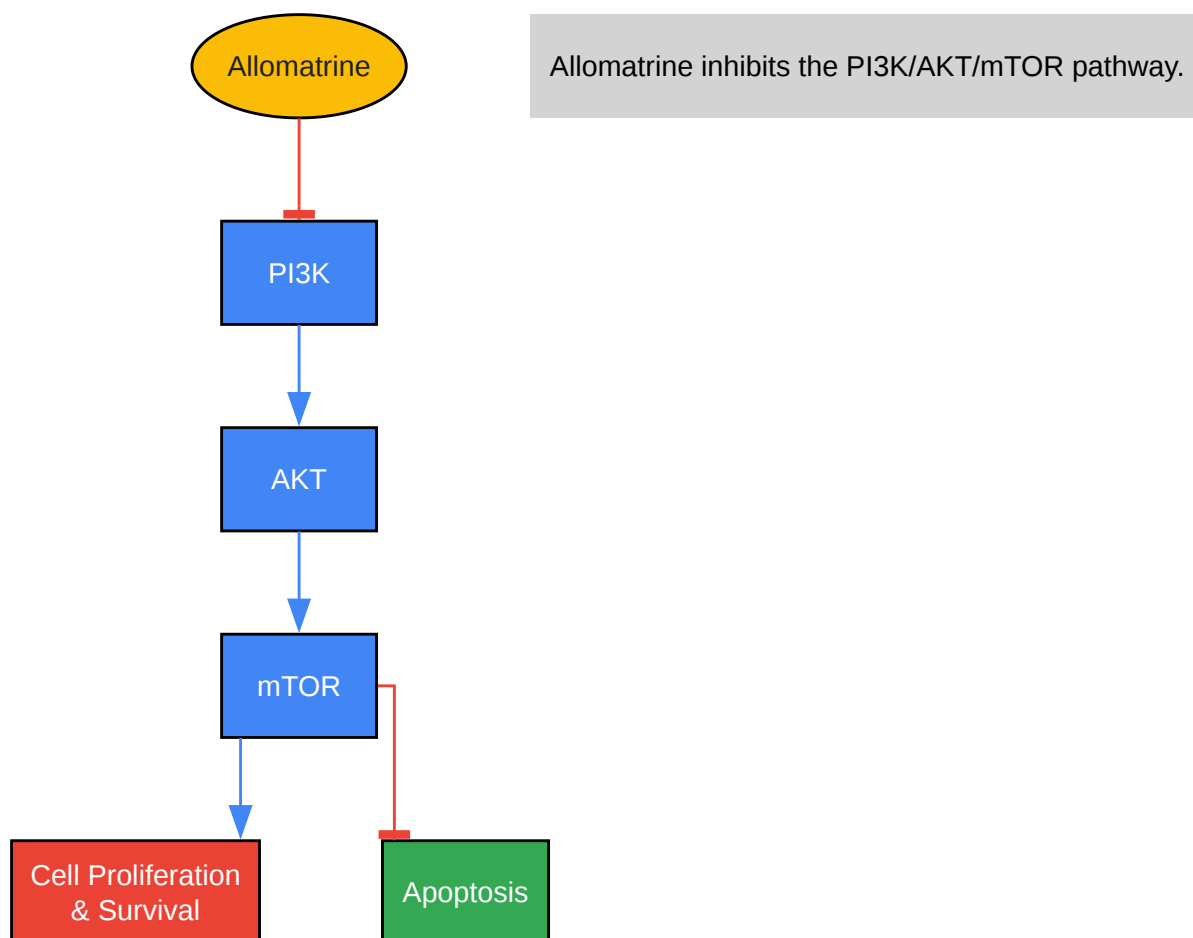 Allomatrine
Allomatrine inhibits the PI3K/AKT/mTOR pathway.
PI3K
AKT
mTOR
Cell Proliferation
& Survival
Apoptosis